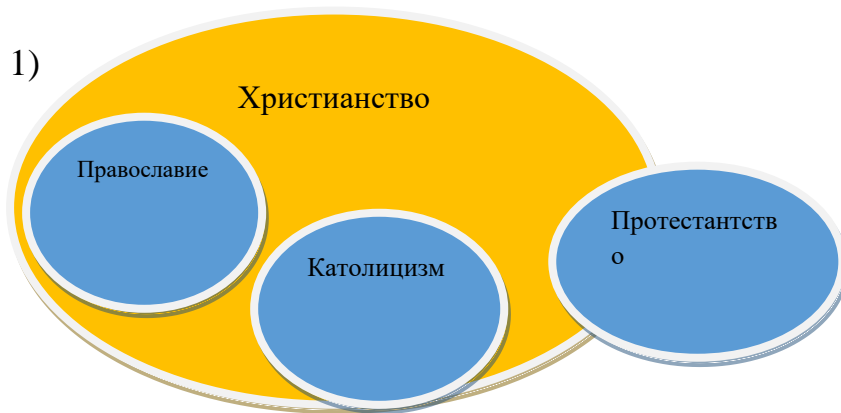 1)
Христианство
Православие
Протестантств
о
Католицизм